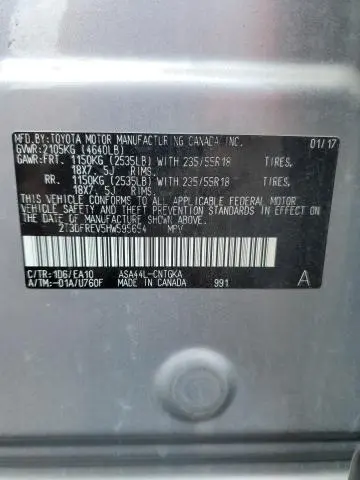 MFD. BY: TOYOTA MOTOR MANUFACTURING CANADA INC.
GVWR: 2105KG (4640LB) 01/17
GAWR: FRT. 1150KG (2535LB) WITH 235/55R18 TIRES,
18X7. 5J RIMS.
RR. 1150KG (2535LB) WITH 235/55R18 TIRES,
18X7. 5J RIMS.
THIS VEHICLE CONFORMS TO ALL APPLICABLE FEDERAL MOTOR
VEHICLE SAFETY, BUMPER, AND THEFT PREVENTION STANDARDS IN
EFFECT ON THE DATE OF MANUFACTURE SHOWN ABOVE.
2T3DFREV5HW595654 MPV
C/TR: 1D6/EA10 ASA44L-CNTGKA
A/TM: -01A/U760F MADE IN CANADA 991 A